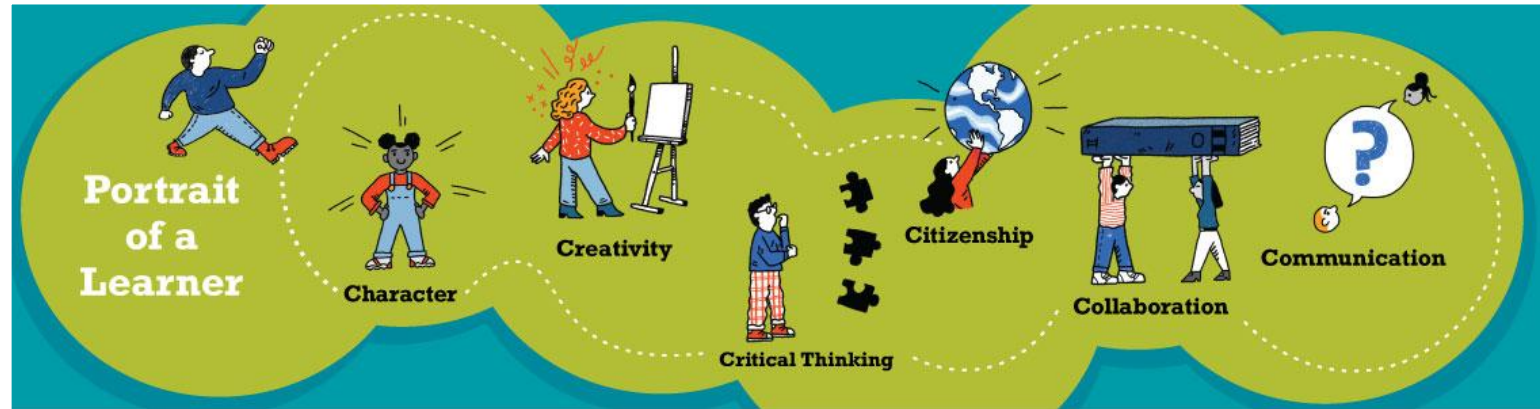 Portrait
of a
Learner
Character
Creativity
Critical Thinking
Citizenship
Collaboration
?
Communication